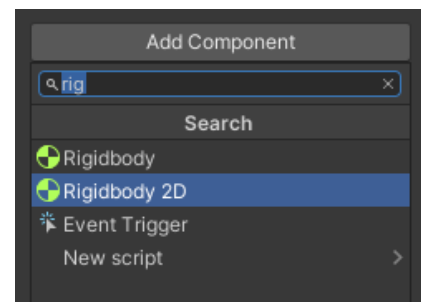 Add Component
rig
Search
Rigidbody
Rigidbody 2D
Event Trigger
New script